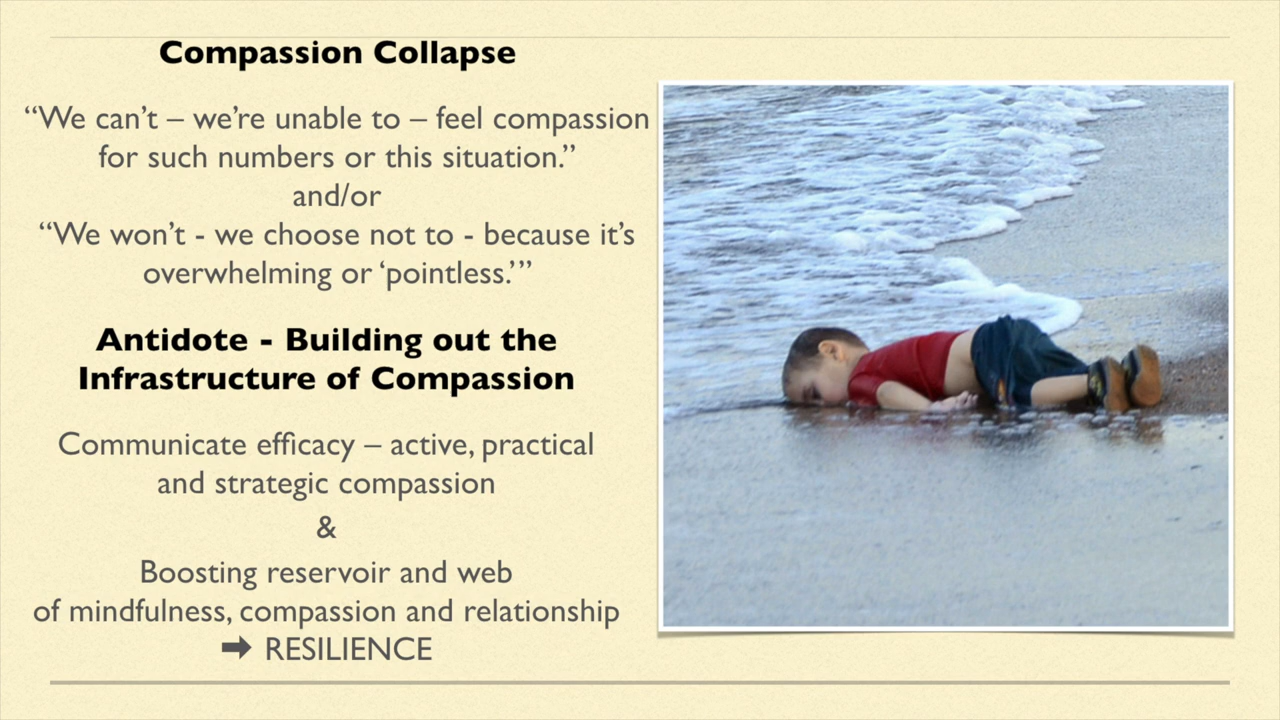 Compassion Collapse
“We can’t – we’re unable to – feel compassion
for such numbers or this situation.”
and/or
“We won’t - we choose not to - because it’s
overwhelming or ‘pointless.’”
Antidote - Building out the
Infrastructure of Compassion
Communicate efficacy – active, practical
and strategic compassion
&
Boosting reservoir and web
of mindfulness, compassion and relationship
➡ RESILIENCE